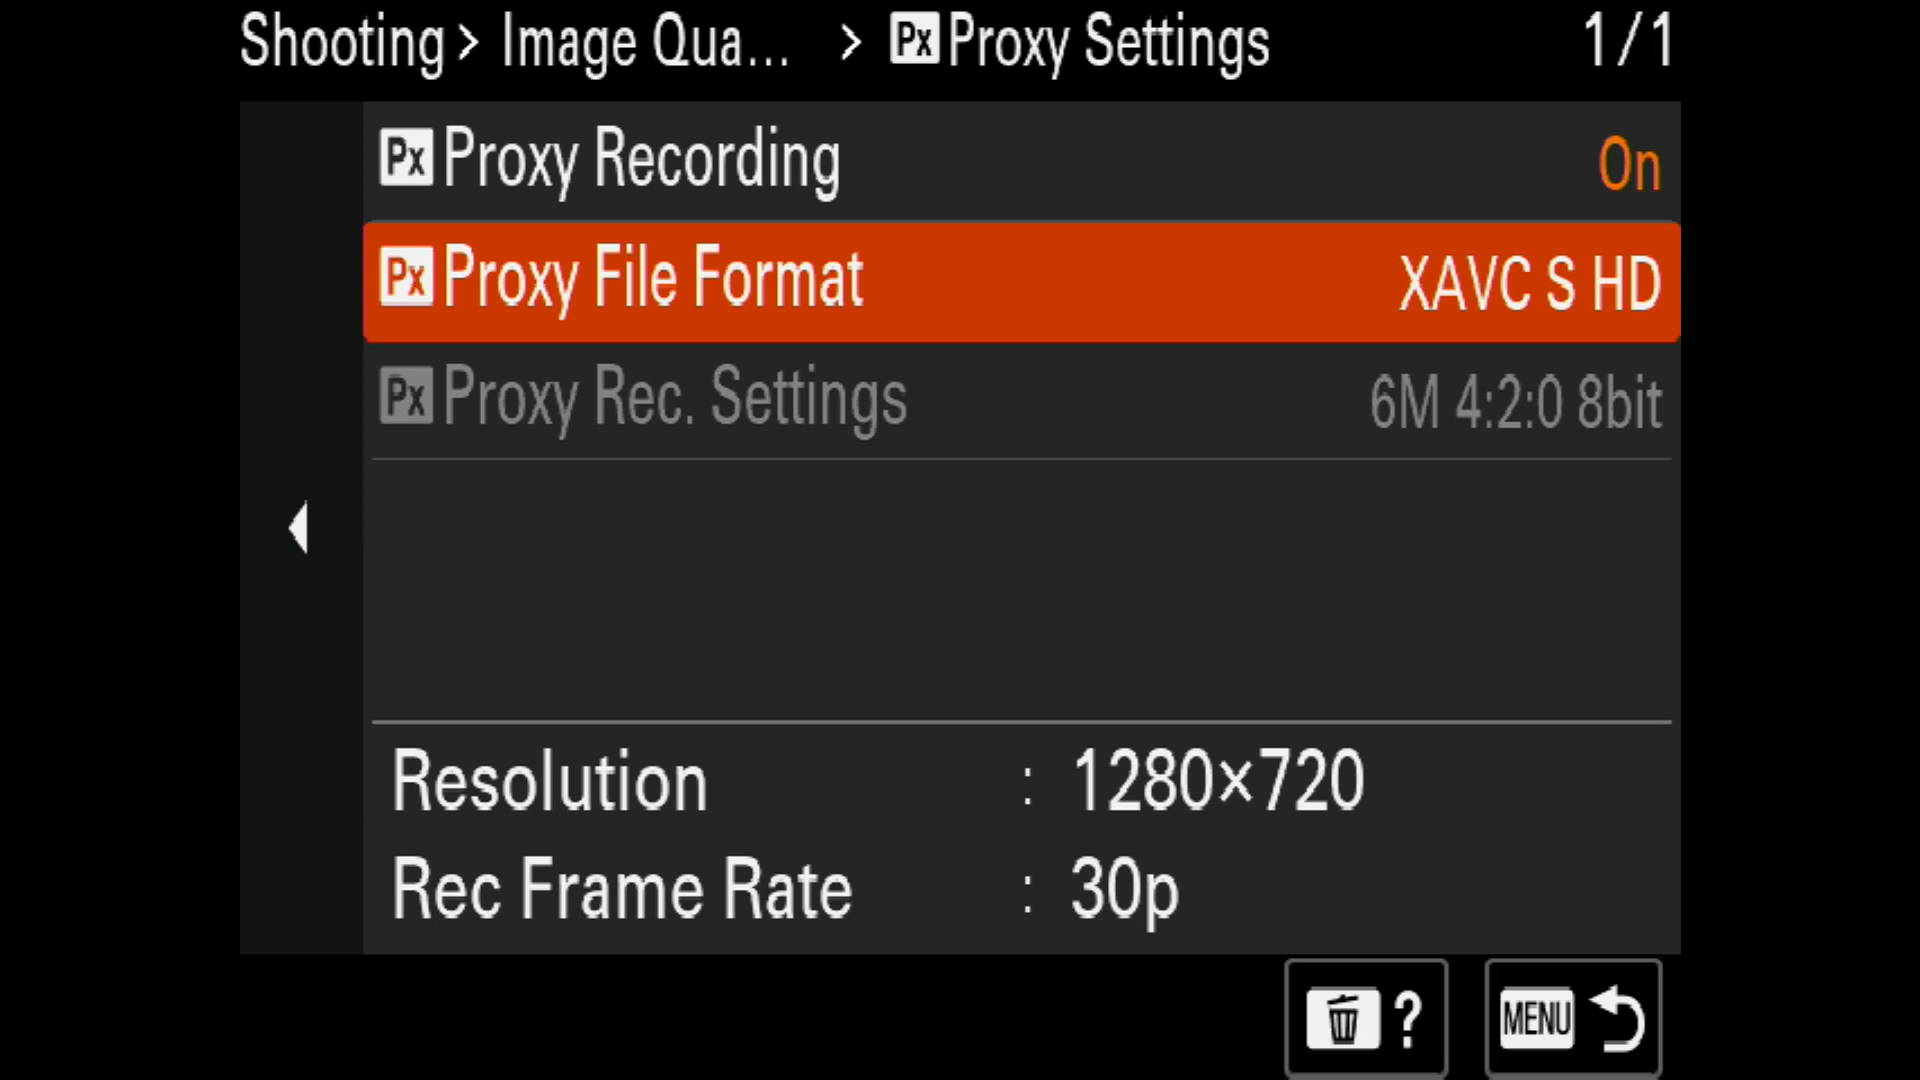 Shooting > Image Qua... > Px Proxy Settings 1/1
Px Proxy Recording On
Px Proxy File Format XAVC S HD
Px Proxy Rec. Settings 6M 4:2:0 8bit
Resolution : 1280×720
Rec Frame Rate : 30p
? MENU